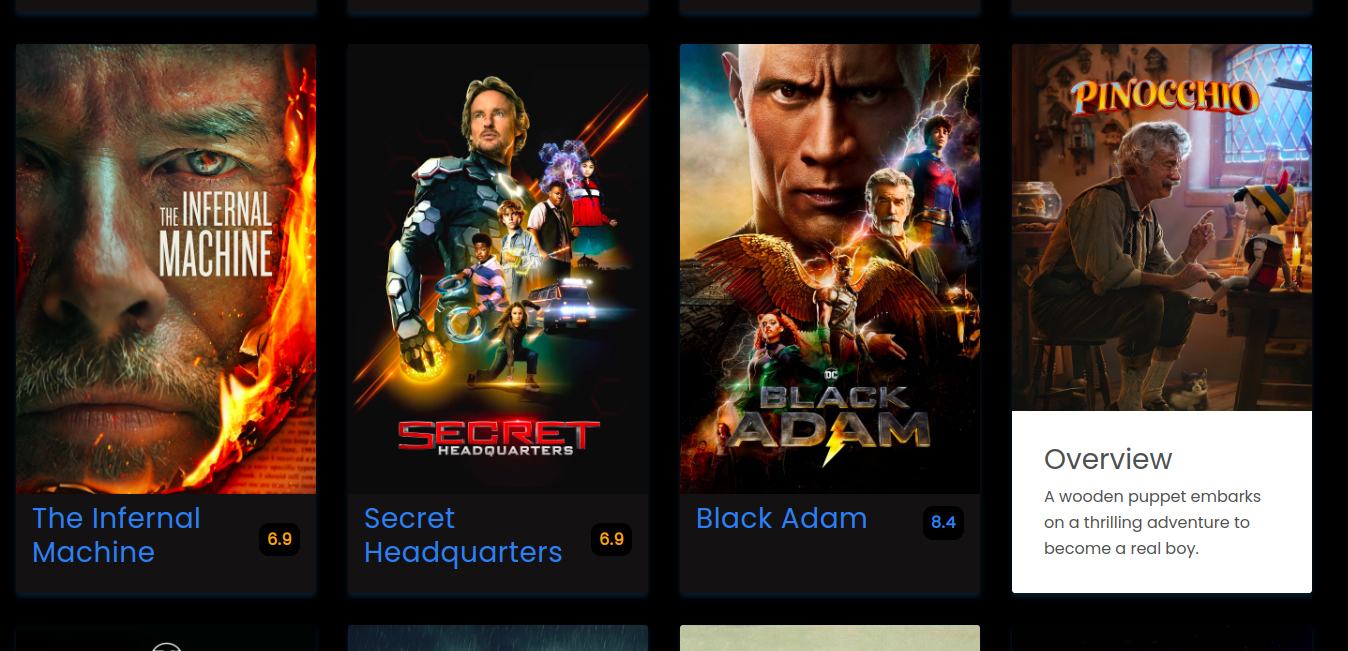 THE INFERNAL
MACHINE
SECRET
HEADQUARTERS
DC
BLACK
ADAM
PINOCCHIO
The Infernal
Machine
6.9
Secret
Headquarters
6.9
Black Adam
8.4
Overview
A wooden puppet embarks
on a thrilling adventure to
become a real boy.